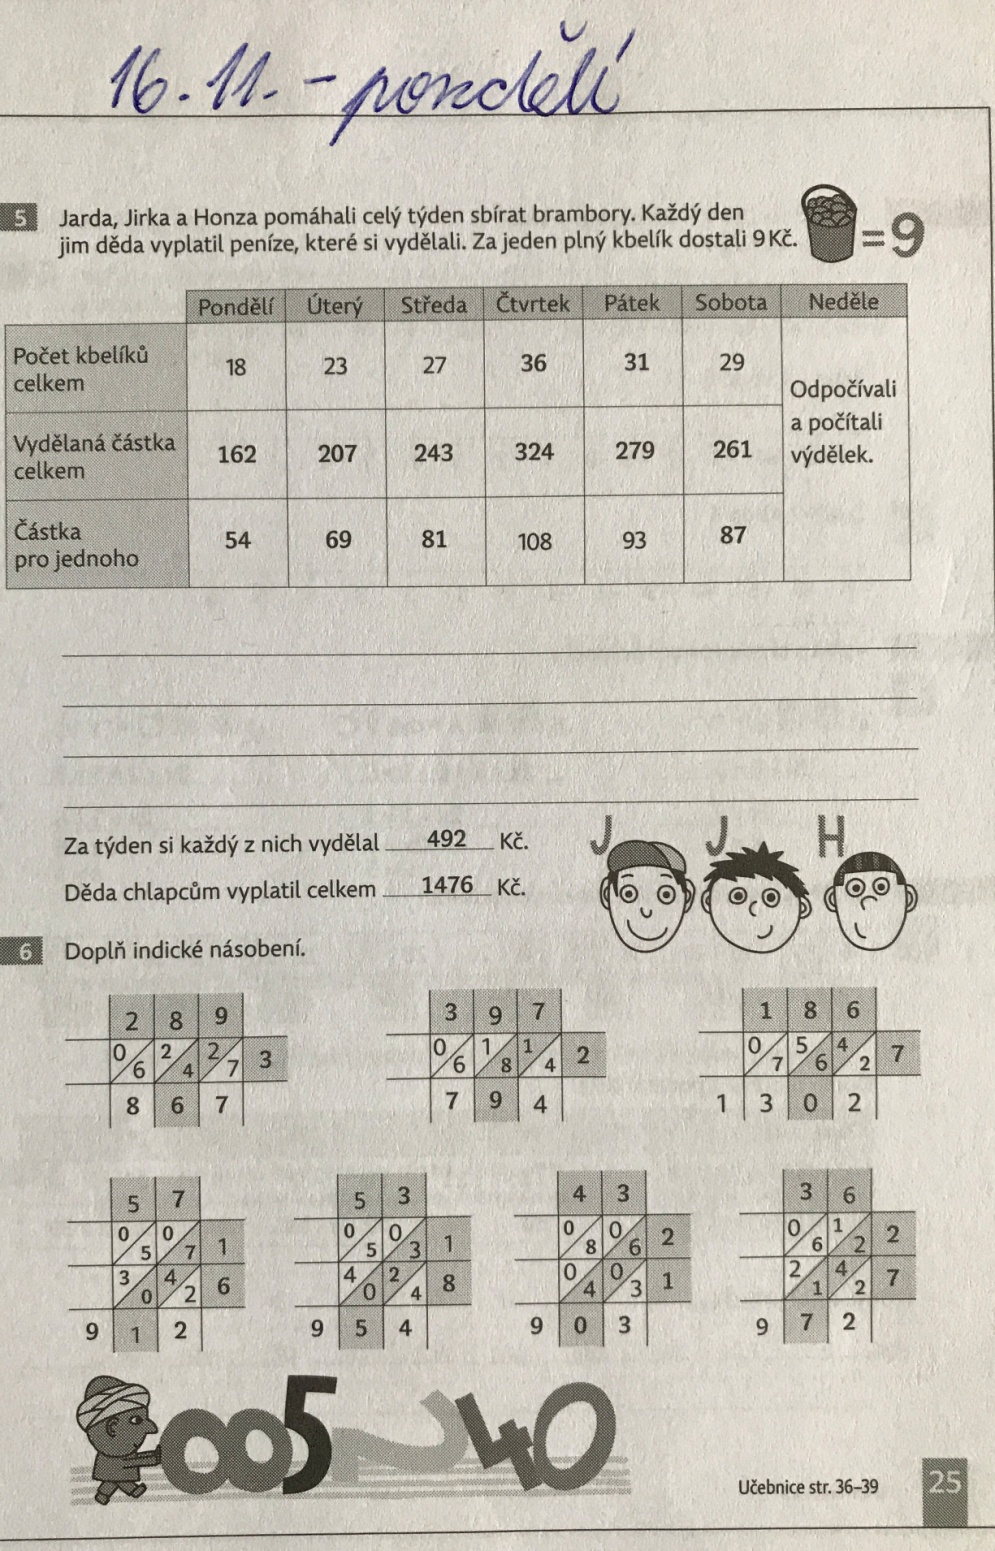 16. 11. - pondělí
5 Jarda, Jirka a Honza pomáhali celý týden sbírat brambory. Každý den
jim děda vyplatil peníze, které si vydělali. Za jeden plný kbelík dostali 9 Kč.
=9
Pondělí Úterý Středa Čtvrtek Pátek Sobota Neděle
Počet kbelíků
celkem
18 23 27 36 31 29
Vydělaná částka
celkem
162 207 243 324 279 261
Částka
pro jednoho
54 69 81 108 93 87
Odpočívali
a počítali
výdělek.
Za týden si každý z nich vydělal 492 Kč.
Děda chlapcům vyplatil celkem 1476 Kč.
J J H
6 Doplň indické násobení.
2 8 9
0 6 2 4 2 7 3
8 6 7
3 9 7
0 6 1 8 1 4 2
7 9 4
1 8 6
0 7 5 6 4 2 7
1 3 0 2
5 7
0 5 0 7 1
3 0 4 2 6
9 1 2
5 3
0 5 0 3 1
4 0 2 4 8
9 5 4
4 3
0 8 0 6 2
0 4 0 3 1
9 0 3
3 6
0 6 1 2 2
2 1 4 2 7
9 7 2
8 8 5 2 4 0
Učebnice str. 36–39
25